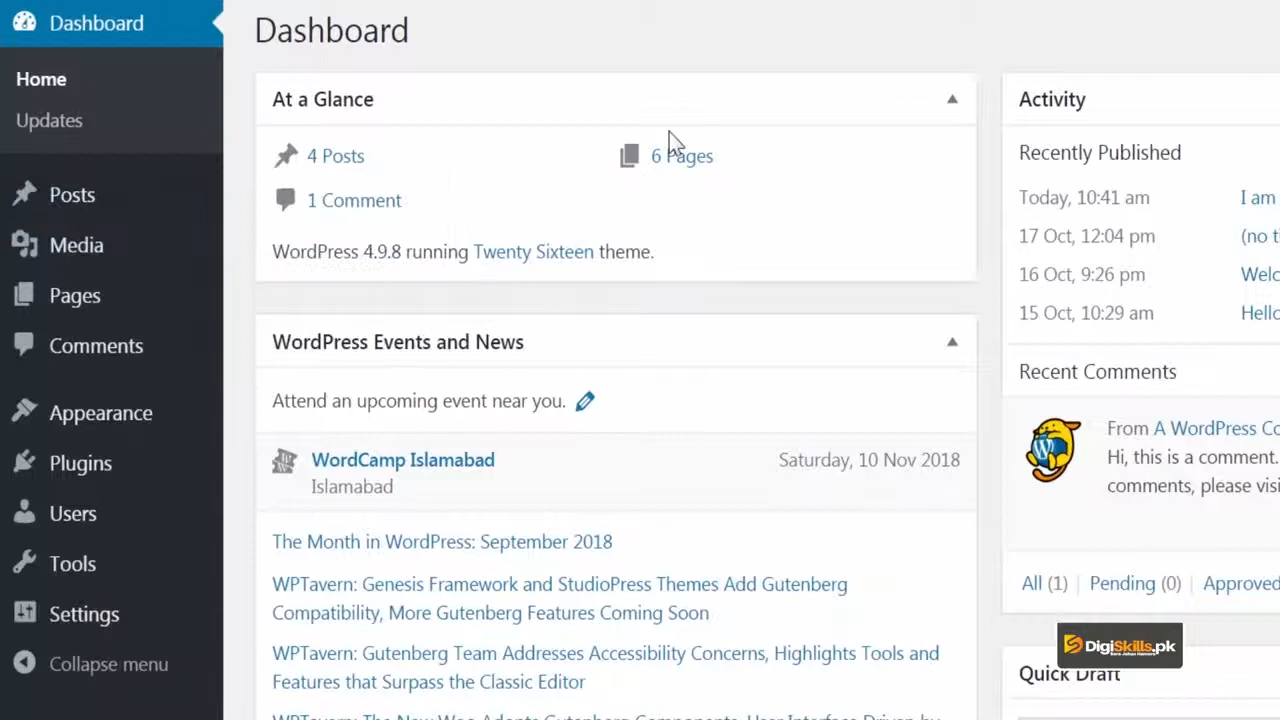 Dashboard
Home
Updates
Posts
Media
Pages
Comments
Appearance
Plugins
Users
Tools
Settings
Collapse menu
Dashboard
At a Glance
4 Posts
6 Pages
1 Comment
WordPress 4.9.8 running Twenty Sixteen theme.
WordPress Events and News
Attend an upcoming event near you.
WordCamp Islamabad
Saturday, 10 Nov 2018
Islamabad
The Month in WordPress: September 2018
WPTavern: Genesis Framework and StudioPress Themes Add Gutenberg
Compatibility, More Gutenberg Features Coming Soon
WPTavern: Gutenberg Team Addresses Accessibility Concerns, Highlights Tools and
Features that Surpass the Classic Editor
Activity
Recently Published
Today, 10:41 am I am
17 Oct, 12:04 pm (no
16 Oct, 9:26 pm
15 Oct, 10:29 am
Recent Comments
From A WordPress
Hi, this is a comment.
comments, please
All (1) | Pending (0) | Approved
DigiSkills.pk
Quick Draft